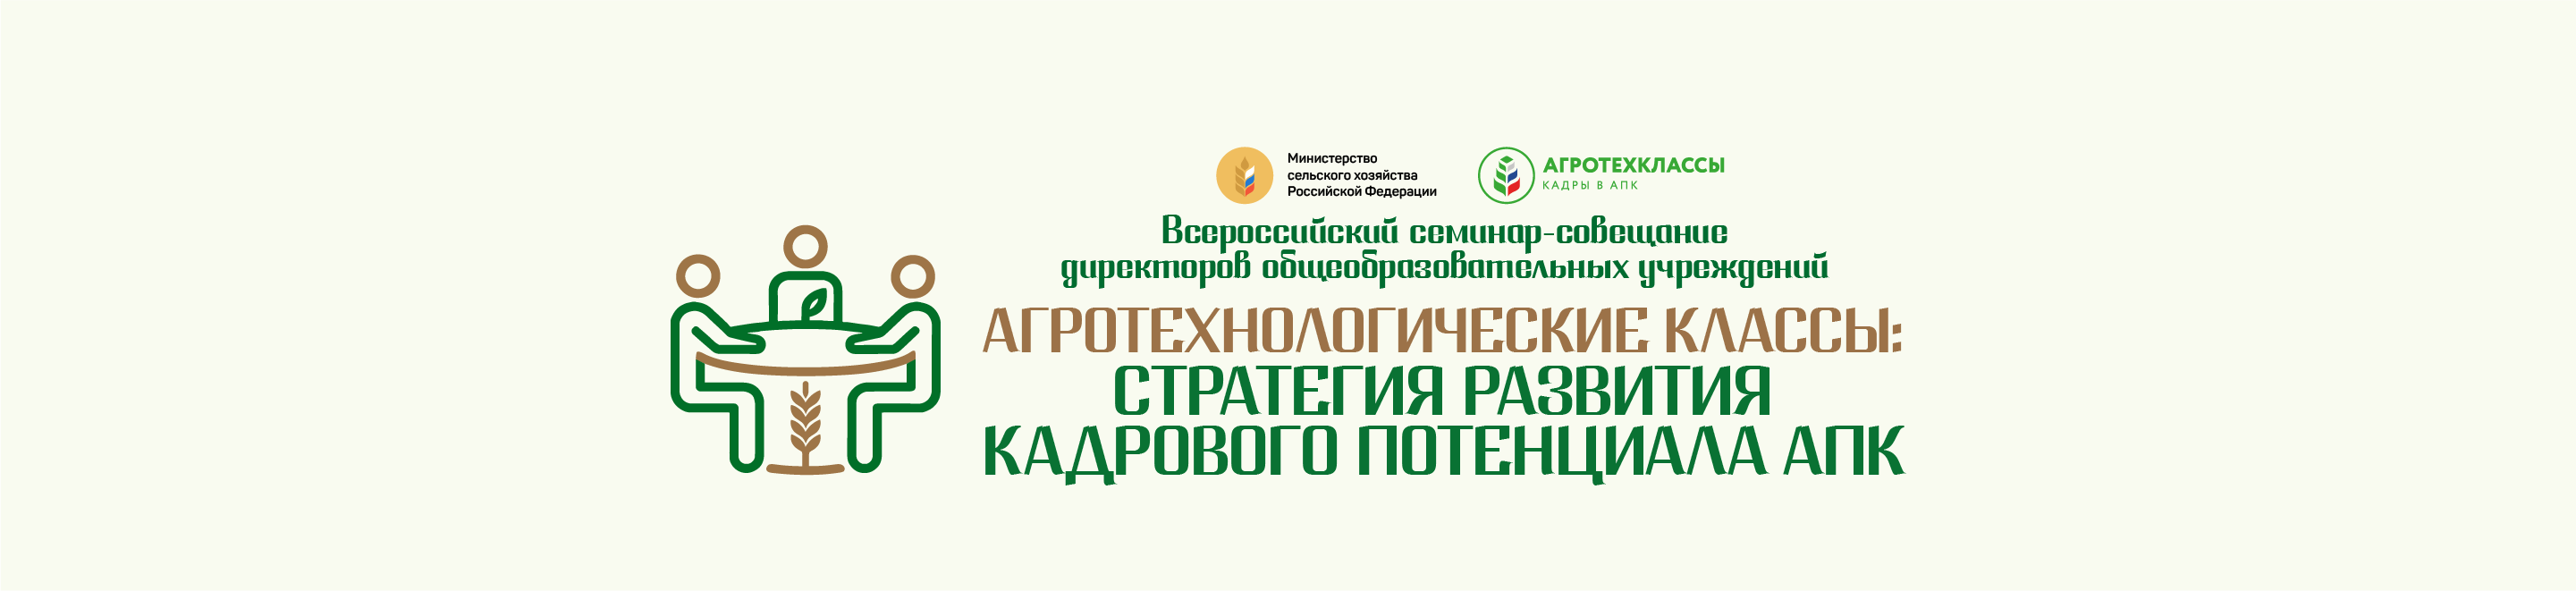 Министерство
сельского хозяйства
Российской Федерации
АГРОТЕХКЛАССЫ
КАДРЫ В АПК
Всероссийский семинар-совещание
директоров общеобразовательных учреждений
АГРОТЕХНОЛОГИЧЕСКИЕ КЛАССЫ:
СТРАТЕГИЯ РАЗВИТИЯ
КАДРОВОГО ПОТЕНЦИАЛА АПК